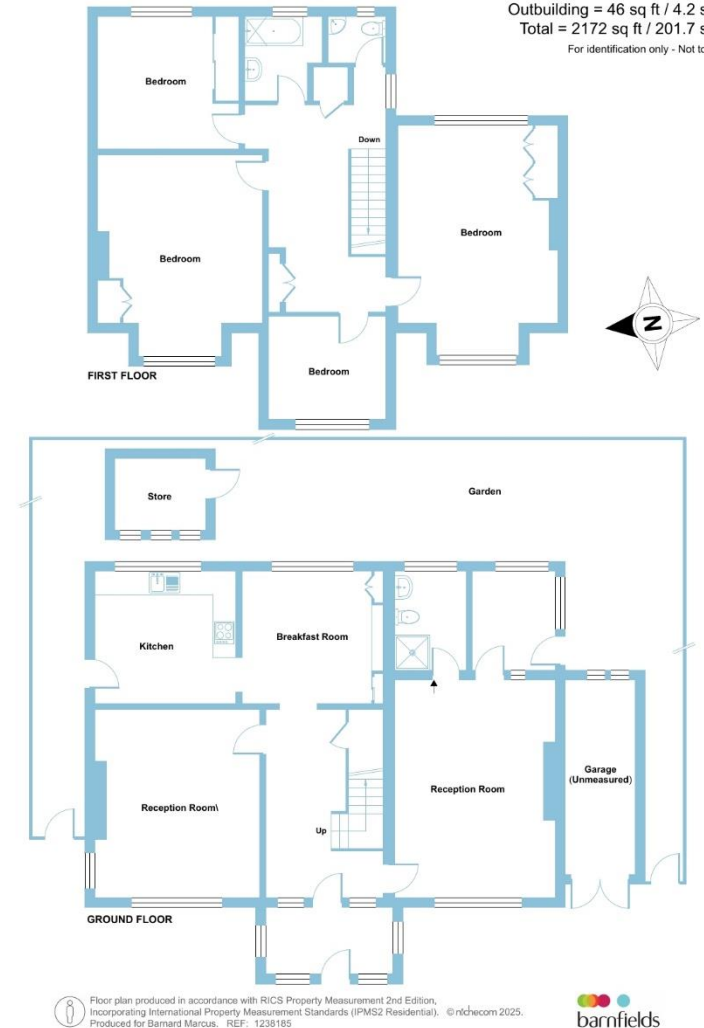 Outbuilding = 46 sq ft / 4.2 s
Total = 2172 sq ft / 201.7 s
For identification only - Not to
Bedroom
Down
Bedroom
Bedroom
Bedroom
N
FIRST FLOOR
Store
Garden
Kitchen
Breakfast Room
Reception Room\
Reception Room
Garage
(Unmeasured)
Up
GROUND FLOOR
Floor plan produced in accordance with RICS Property Measurement 2nd Edition,
Incorporating International Property Measurement Standards (IPMS2 Residential). © nichecom 2025.
Produced for Barnard Marcus. REF: 1238185
barnfields